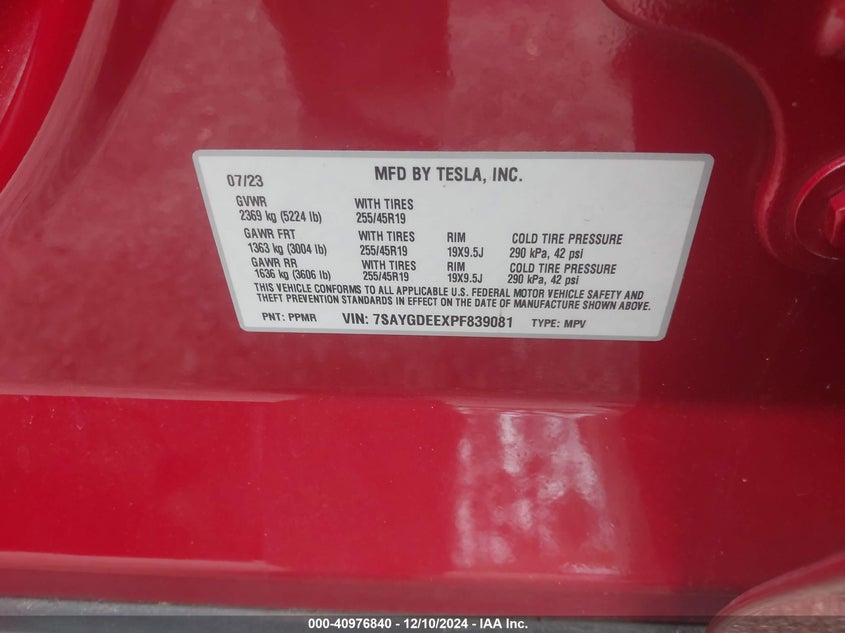 07/23 MFD BY TESLA, INC.
GVWR WITH TIRES
2369 kg (5224 lb) 255/45R19
GAWR FRT WITH TIRES RIM COLD TIRE PRESSURE
1363 kg (3004 lb) 255/45R19 19X9.5J 290 kPa, 42 psi
GAWR RR WITH TIRES RIM COLD TIRE PRESSURE
1636 kg (3606 lb) 255/45R19 19X9.5J 290 kPa, 42 psi
THIS VEHICLE CONFORMS TO ALL APPLICABLE U.S. FEDERAL MOTOR VEHICLE SAFETY AND
THEFT PREVENTION STANDARDS IN EFFECT ON THE DATE OF MANUFACTURE SHOWN ABOVE.
PNT: PPMR VIN: 7SAYGDEEXPF839081 TYPE: MPV
000-40976840 - 12/10/2024 - IAA Inc.